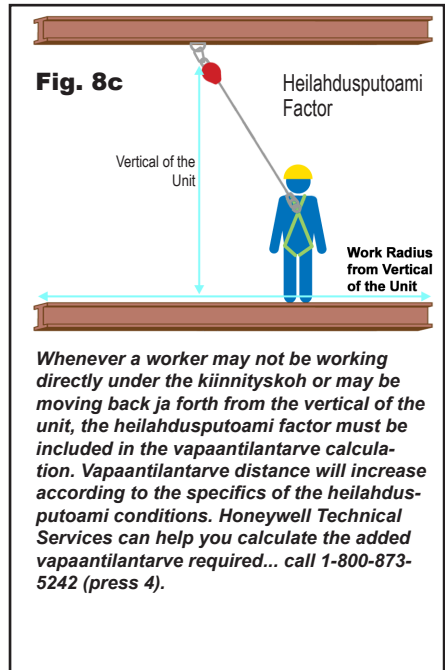 Fig. 8c
Heilahdusputoami
Factor
Vertical of the
Unit
Work Radius
from Vertical
of the Unit
Whenever a worker may not be working
directly under the kiinnityskoh or may be
moving back ja forth from the vertical of the
unit, the heilahdusputoami factor must be
included in the vapaantilantarve calcula-
tion. Vapaantilantarve distance will increase
according to the specifics of the heilahdus-
putoami conditions. Honeywell Technical
Services can help you calculate the added
vapaantilantarve required... call 1-800-873-
5242 (press 4).